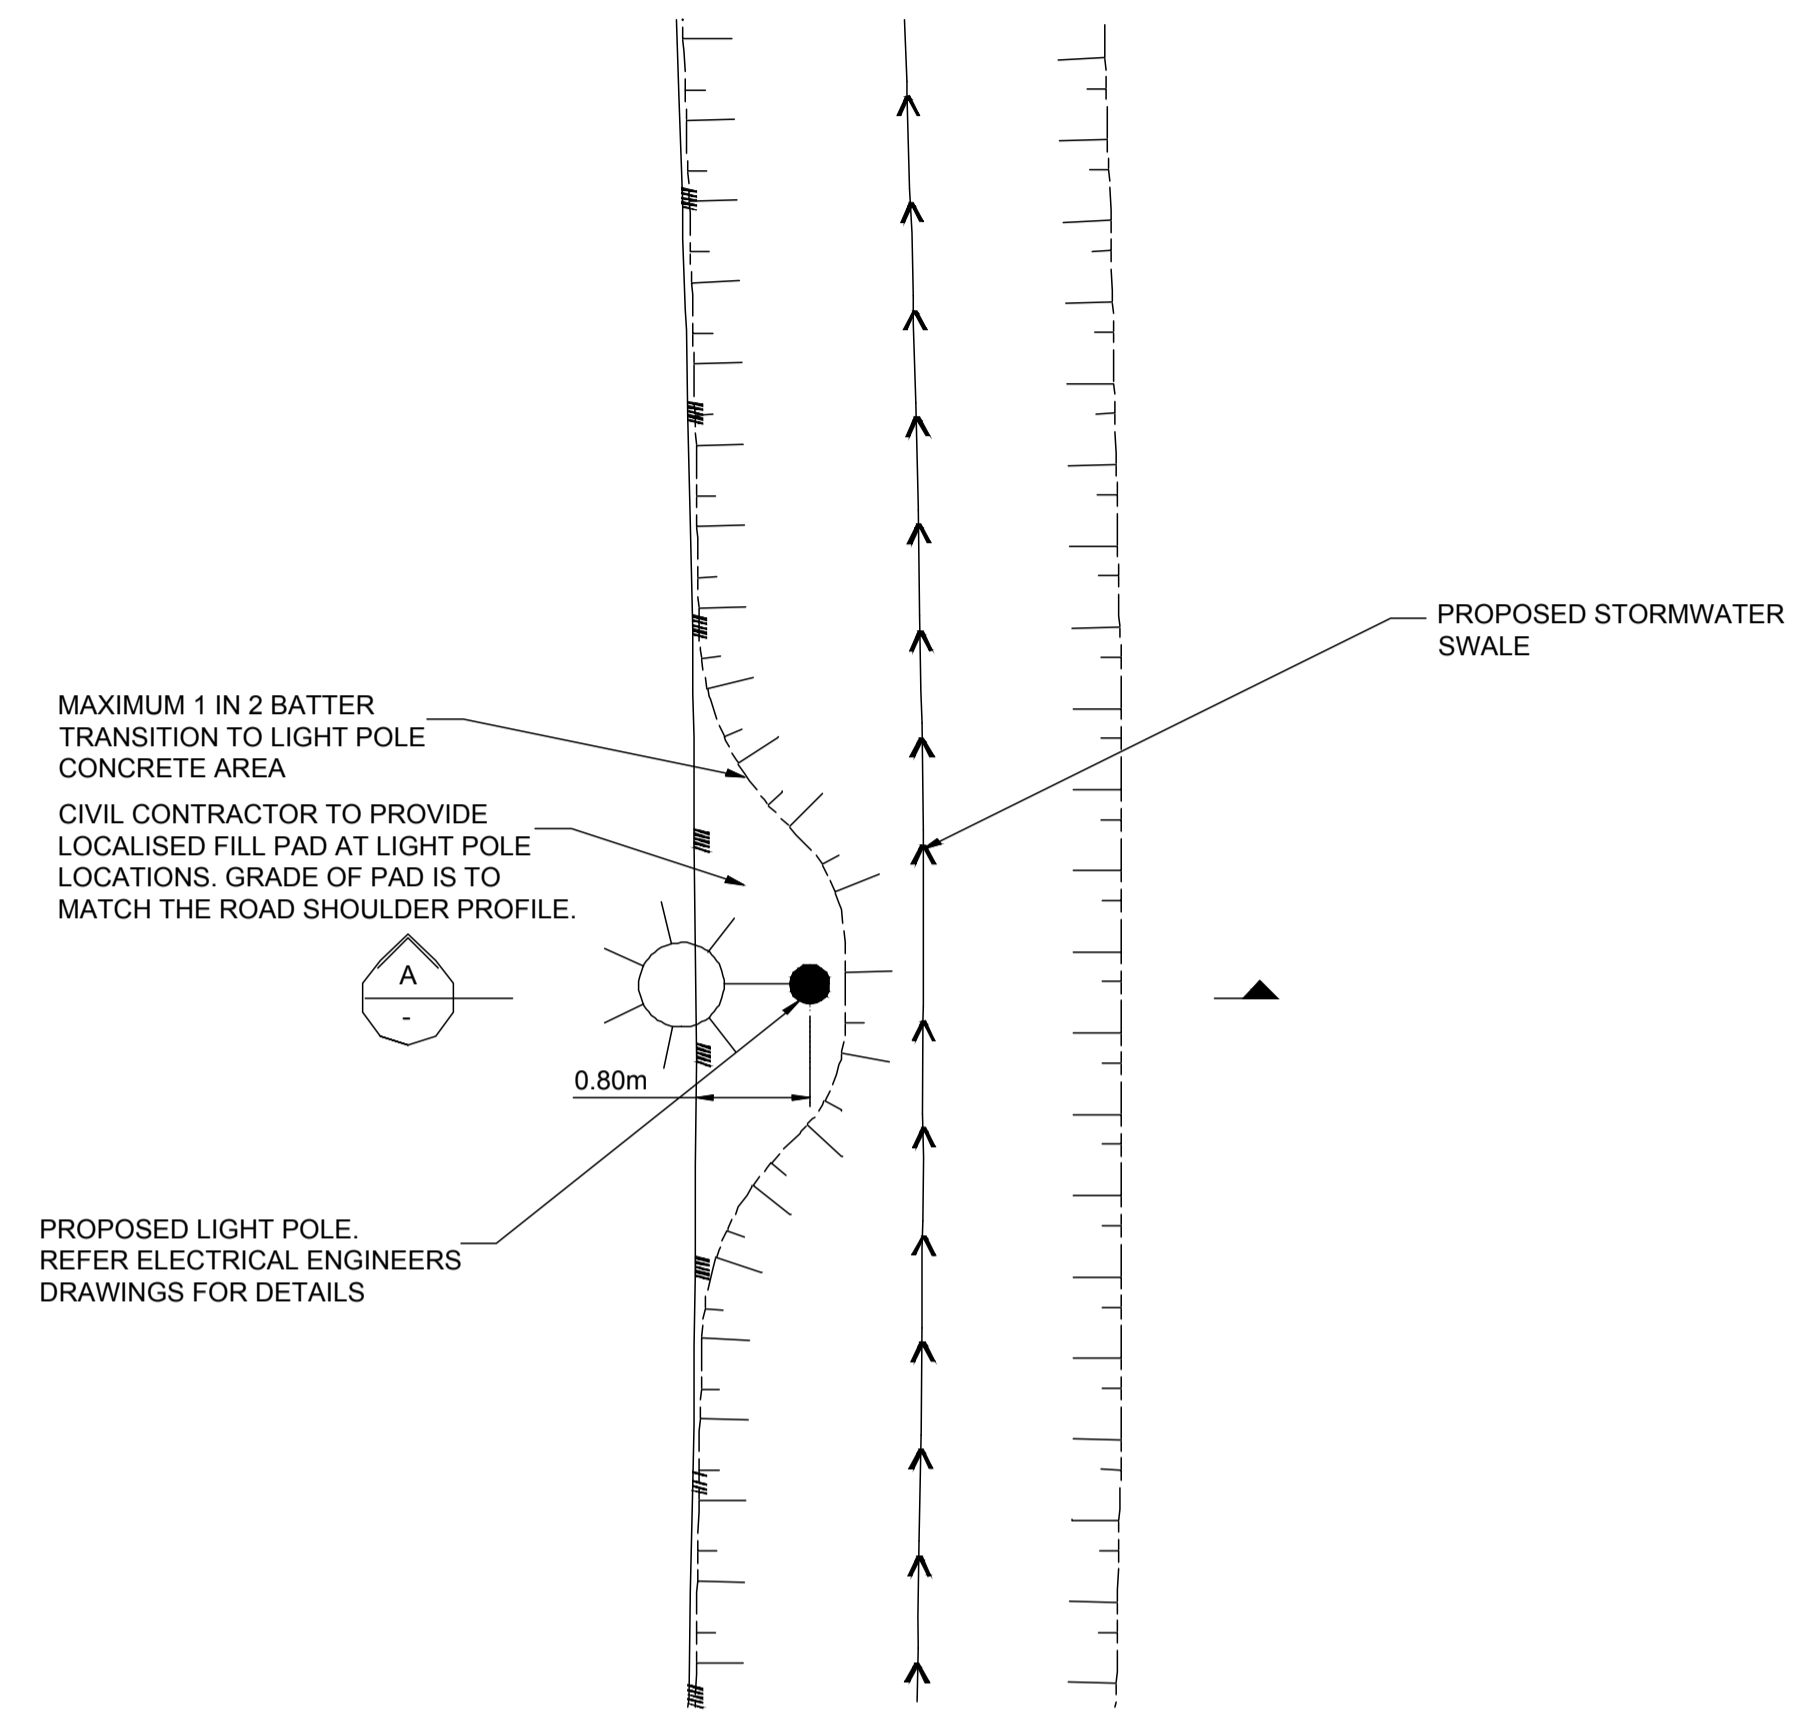 PROPOSED STORMWATER
SWALE
MAXIMUM 1 IN 2 BATTER
TRANSITION TO LIGHT POLE
CONCRETE AREA
CIVIL CONTRACTOR TO PROVIDE
LOCALISED FILL PAD AT LIGHT POLE
LOCATIONS. GRADE OF PAD IS TO
MATCH THE ROAD SHOULDER PROFILE.
A
-
0.80m
PROPOSED LIGHT POLE.
REFER ELECTRICAL ENGINEERS
DRAWINGS FOR DETAILS